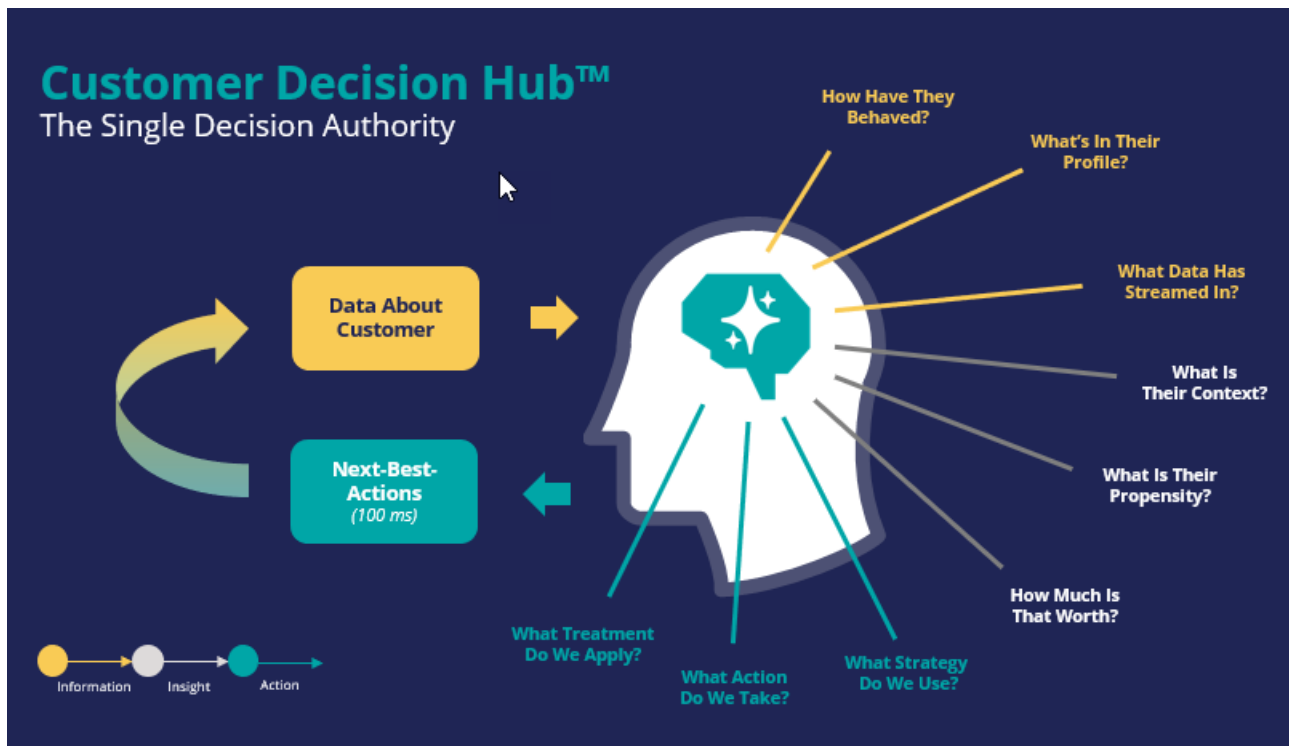 Customer Decision Hub™
The Single Decision Authority
How Have They
Behaved?
What's In Their
Profile?
What Data Has
Streamed In?
What Is
Their Context?
What Is Their
Propensity?
How Much Is
That Worth?
What Strategy
Do We Use?
What Action
Do We Take?
What Treatment
Do We Apply?
Data About
Customer
Next-Best-
Actions
(100 ms)
Information
Insight
Action